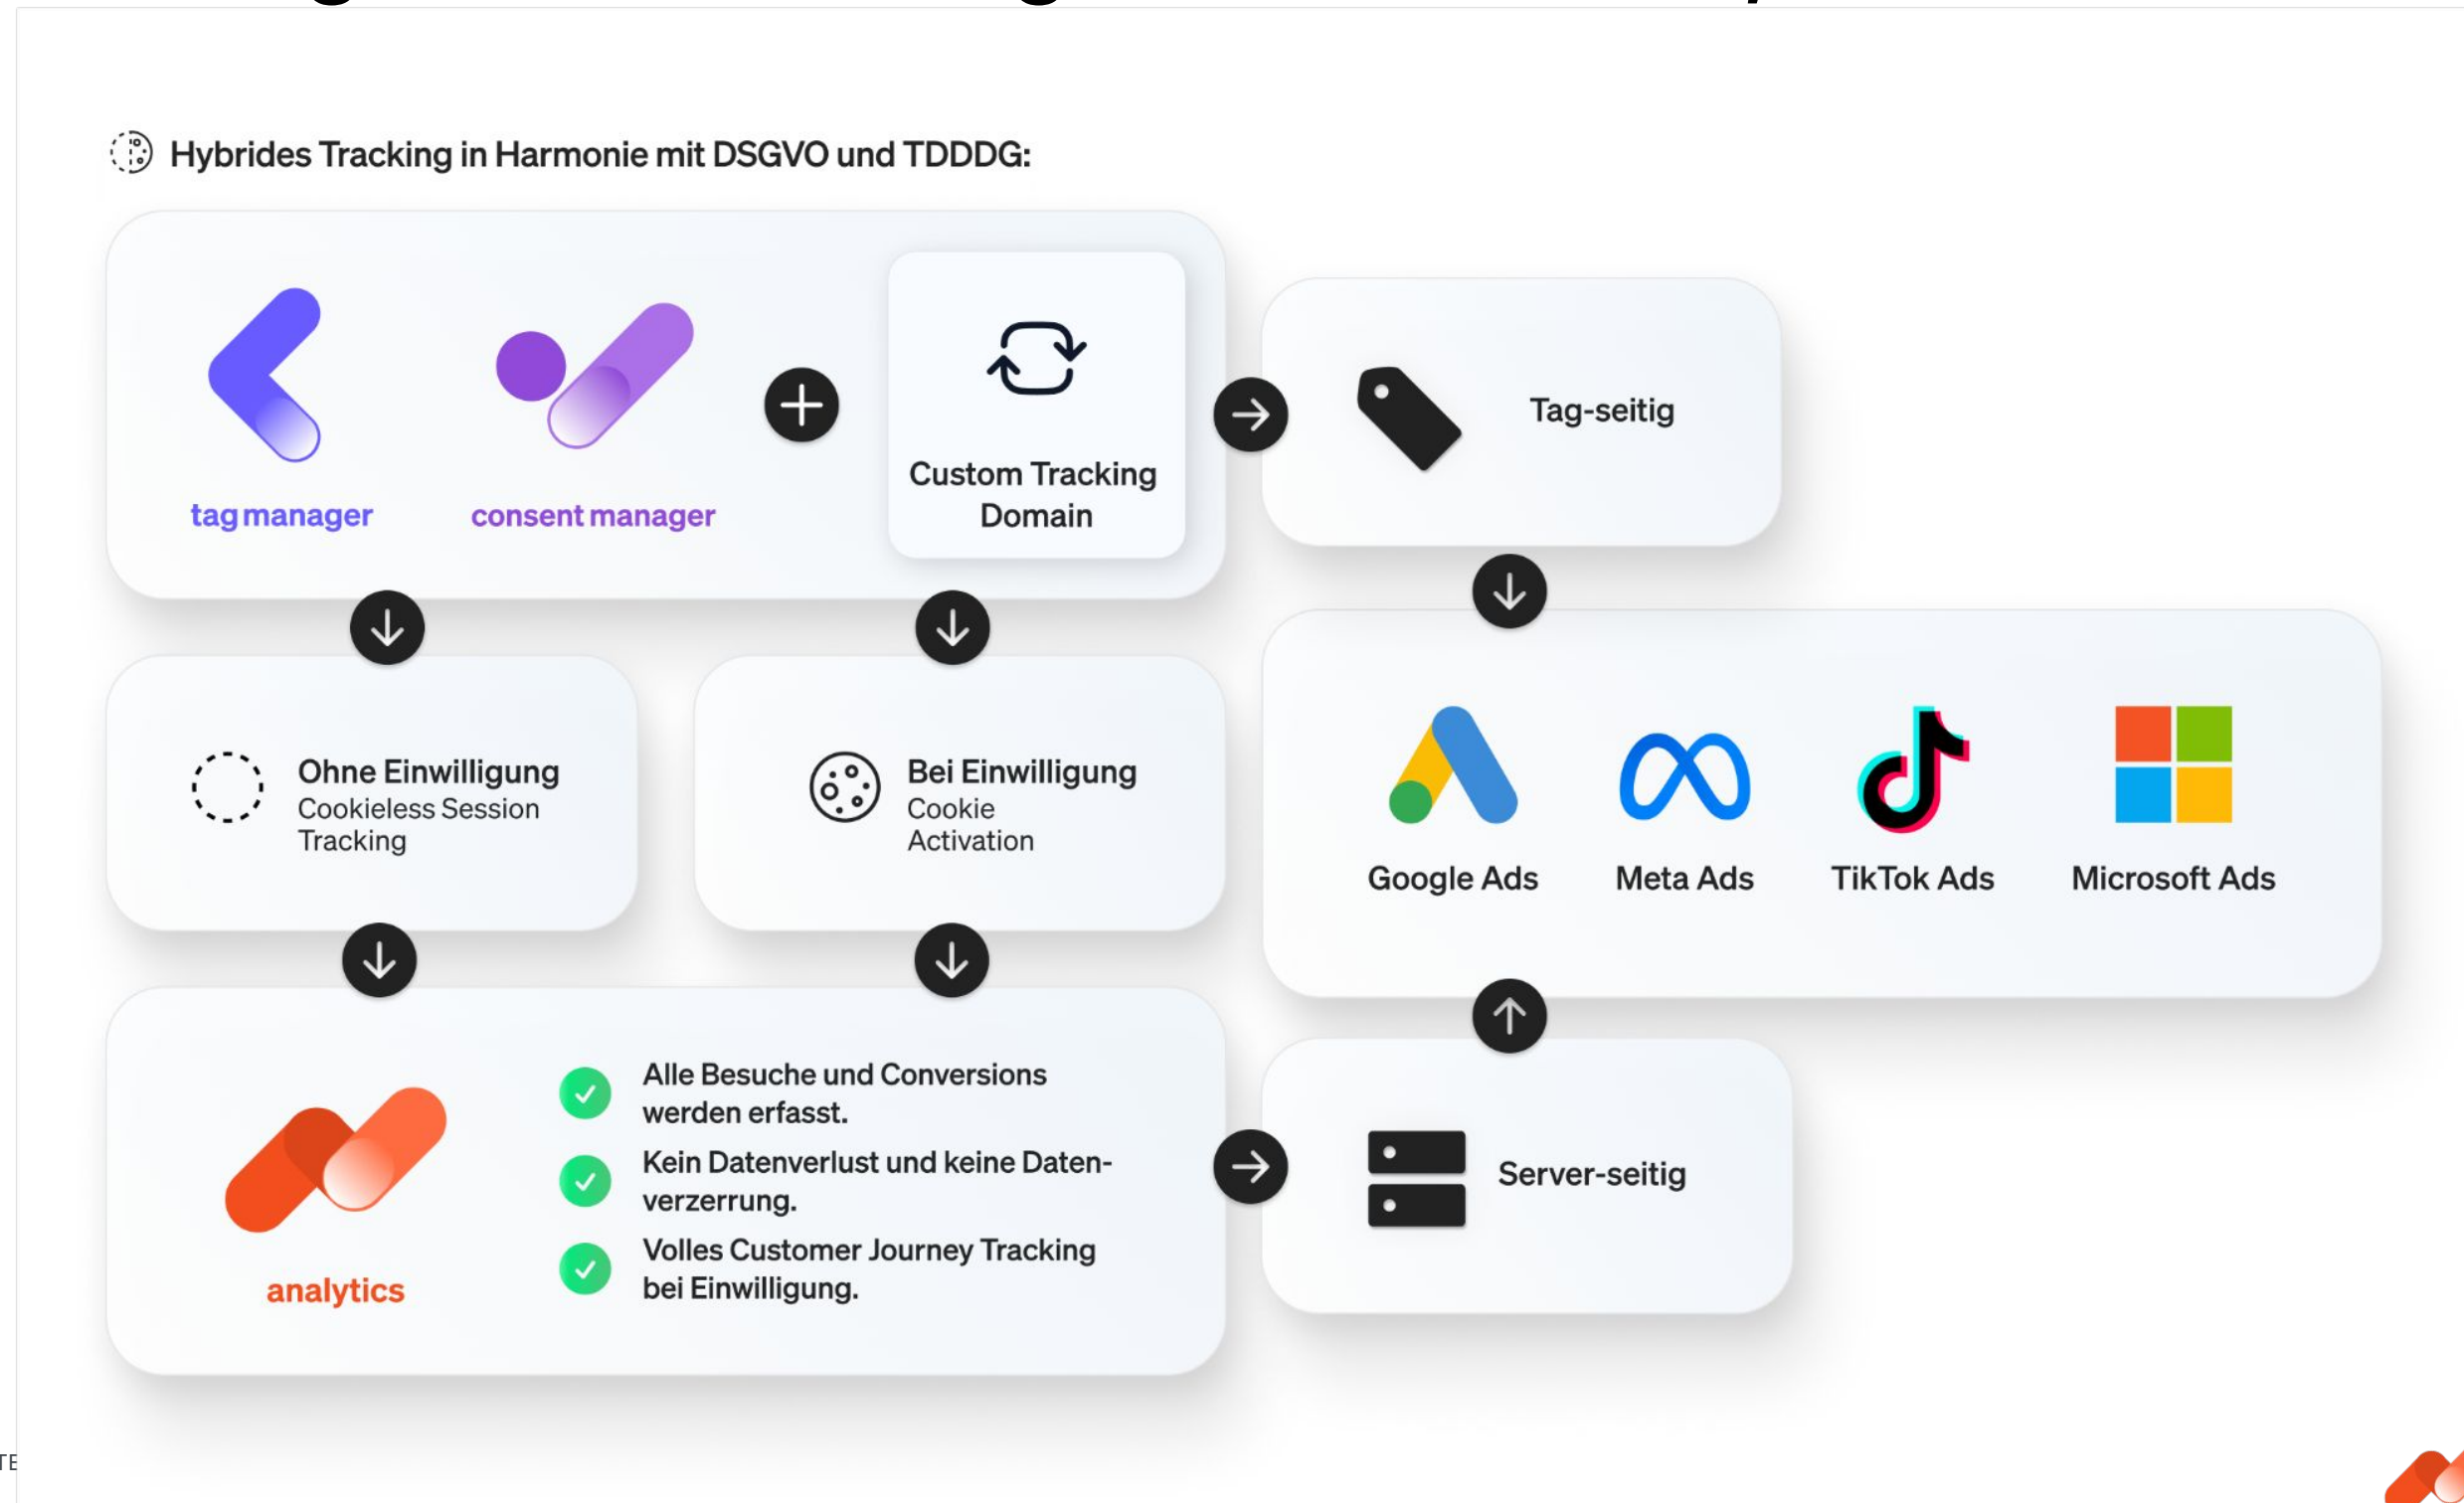 Hybrides Tracking in Harmonie mit DSGVO und TDDDG:
tag manager
consent manager
Custom Tracking
Domain
Tag-seitig
Ohne Einwilligung
Cookieless Session
Tracking
Bei Einwilligung
Cookie
Activation
Google Ads
Meta Ads
TikTok Ads
Microsoft Ads
analytics
Alle Besuche und Conversions
werden erfasst.
Kein Datenverlust und keine Daten-
verzerrung.
Volles Customer Journey Tracking
bei Einwilligung.
Server-seitig